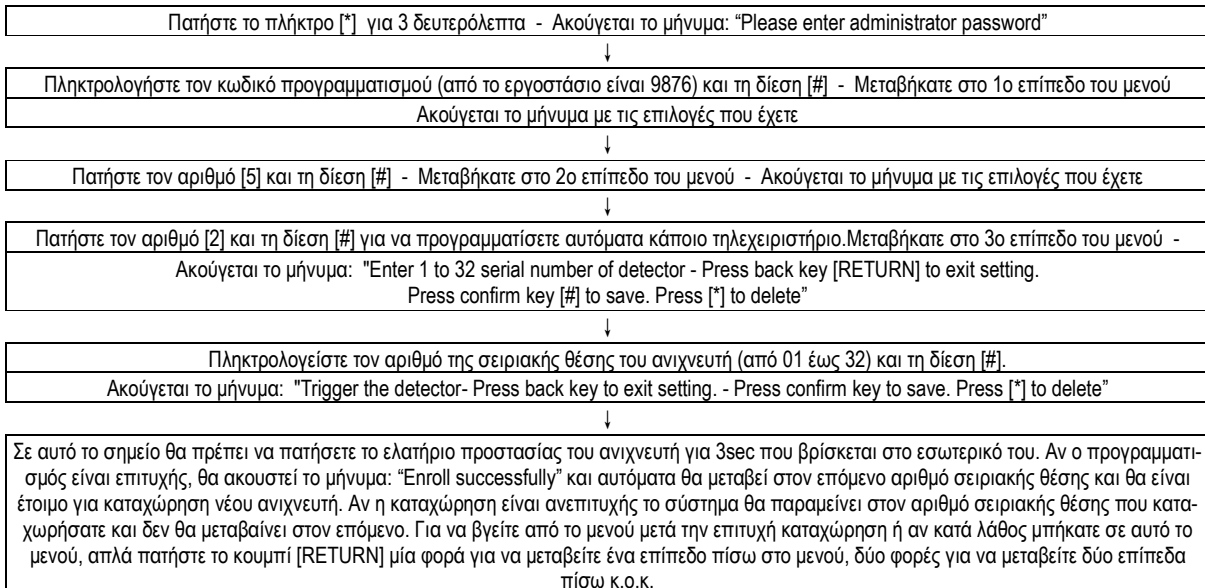 Πατήστε το πλήκτρο [*] για 3 δευτερόλεπτα - Ακούγεται το μήνυμα: “Please enter administrator password”
↓
Πληκτρολογήστε τον κωδικό προγραμματισμού (από το εργοστάσιο είναι 9876) και τη δίεση [#] - Μεταβήκατε στο 1ο επίπεδο του μενού
Ακούγεται το μήνυμα με τις επιλογές που έχετε
↓
Πατήστε τον αριθμό [5] και τη δίεση [#] - Μεταβήκατε στο 2ο επίπεδο του μενού - Ακούγεται το μήνυμα με τις επιλογές που έχετε
↓
Πατήστε τον αριθμό [2] και τη δίεση [#] για να προγραμματίσετε αυτόματα κάποιο τηλεχειριστήριο.Μεταβήκατε στο 3ο επίπεδο του μενού -
Ακούγεται το μήνυμα: "Enter 1 to 32 serial number of detector - Press back key [RETURN] to exit setting.
Press confirm key [#] to save. Press [*] to delete”
↓
Πληκτρολογείστε τον αριθμό της σειριακής θέσης του ανιχνευτή (από 01 έως 32) και τη δίεση [#].
Ακούγεται το μήνυμα: "Trigger the detector- Press back key to exit setting. - Press confirm key to save. Press [*] to delete”
↓
Σε αυτό το σημείο θα πρέπει να πατήσετε το ελατήριο προστασίας του ανιχνευτή για 3sec που βρίσκεται στο εσωτερικό του. Αν ο προγραμματι-
σμός είναι επιτυχής, θα ακουστεί το μήνυμα: “Enroll successfully” και αυτόματα θα μεταβεί στον επόμενο αριθμό σειριακής θέσης και θα είναι
έτοιμο για καταχώρηση νέου ανιχνευτή. Αν η καταχώρηση είναι ανεπιτυχής το σύστημα θα παραμείνει στον αριθμό σειριακής θέσης που κατα-
χωρήσατε και δεν θα μεταβαίνει στον επόμενο. Για να βγείτε από το μενού μετά την επιτυχή καταχώρηση ή αν κατά λάθος μπήκατε σε αυτό το
μενού, απλά πατήστε το κουμπί [RETURN] μία φορά για να μεταβείτε ένα επίπεδο πίσω στο μενού, δύο φορές για να μεταβείτε δύο επίπεδα
πίσω κ.ο.κ.